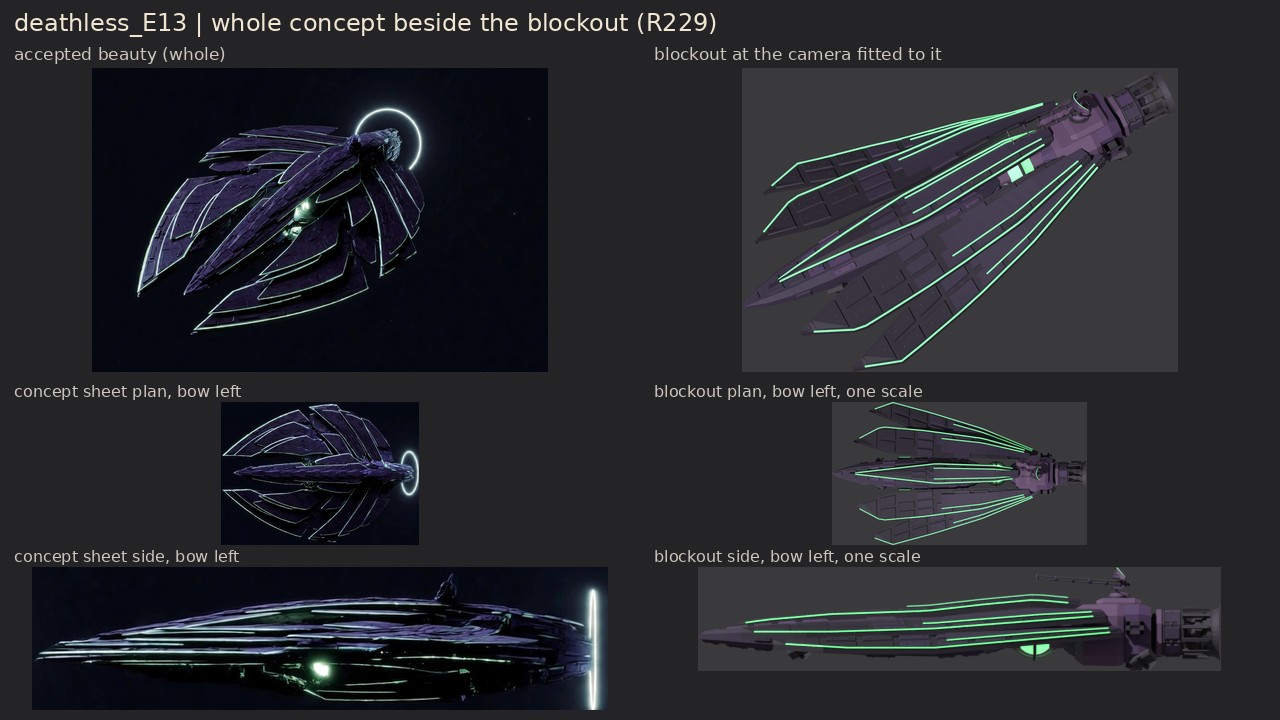 deathless_E13 | whole concept beside the blockout (R229)
accepted beauty (whole)
blockout at the camera fitted to it
concept sheet plan, bow left
blockout plan, bow left, one scale
concept sheet side, bow left
blockout side, bow left, one scale